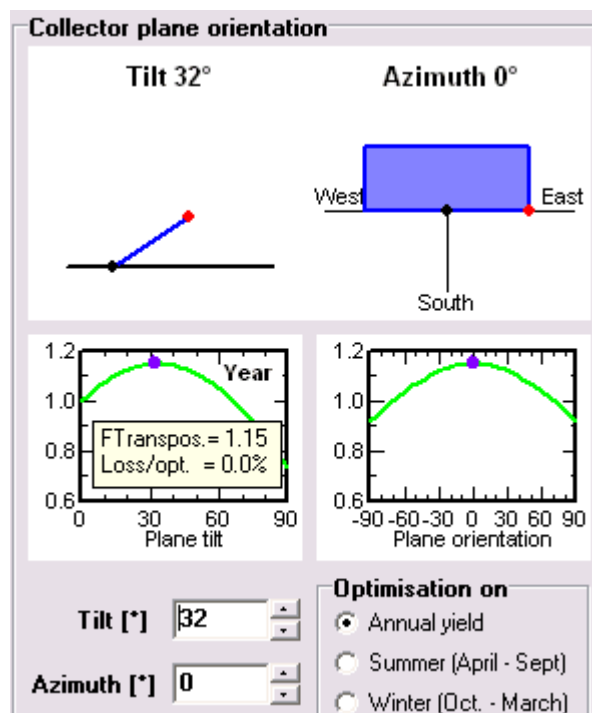 Collector plane orientation
Tilt 32°
Azimuth 0°
West
East
South
1.2
1.0
0.8
0.6
Year
FTranspos.= 1.15
Loss/opt. = 0.0%
0 30 60 90
Plane tilt
1.2
1.0
0.8
0.6
-90 -60 -30 0 30 60 90
Plane orientation
Tilt [°] 32
Azimuth [°] 0
Optimisation on
Annual yield
Summer (April - Sept)
Winter (Oct. - March)